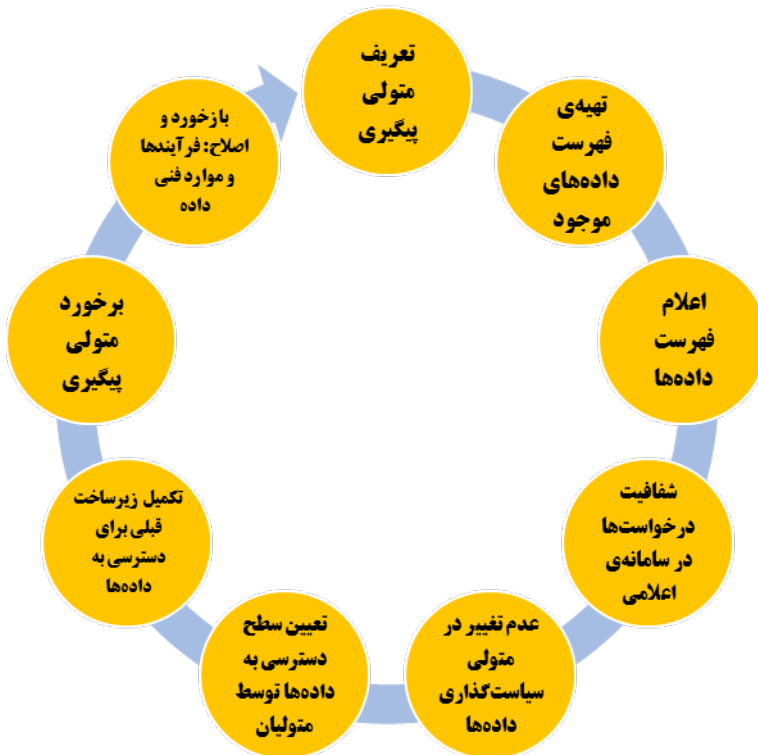 تعریف
متولی
پیگیری
تهیه‌ی
فهرست
داده‌های
موجود
اعلام
فهرست
داده‌ها
شفافیت
درخواست‌ها
در سامانه‌ی
اعلامی
عدم تغییر در
متولی
سیاست‌گذاری
داده‌ها
تعیین سطح
دسترسی به
داده‌ها توسط
متولیان
تکمیل زیرساخت
قبلی برای
دسترسی به
داده‌ها
برخورد
متولی
پیگیری
بازخورد و
اصلاح: فرآیندها
و موارد فنی
داده